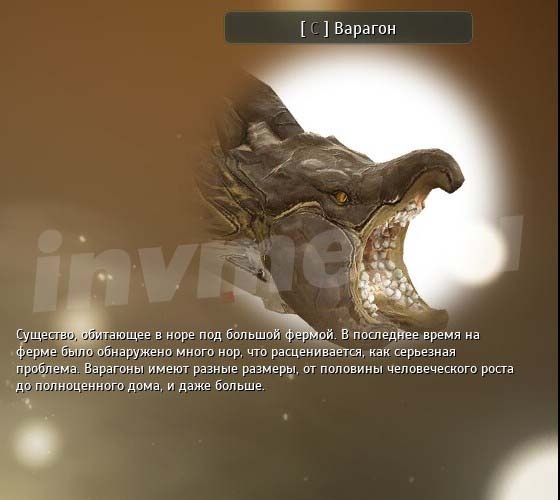 [ С ] Варагон
Существо, обитающее в норе под большой фермой. В последнее время на
ферме было обнаружено много нор, что расценивается, как серьезная
проблема. Варагоны имеют разные размеры, от половины человеческого роста
до полноценного дома, и даже больше.